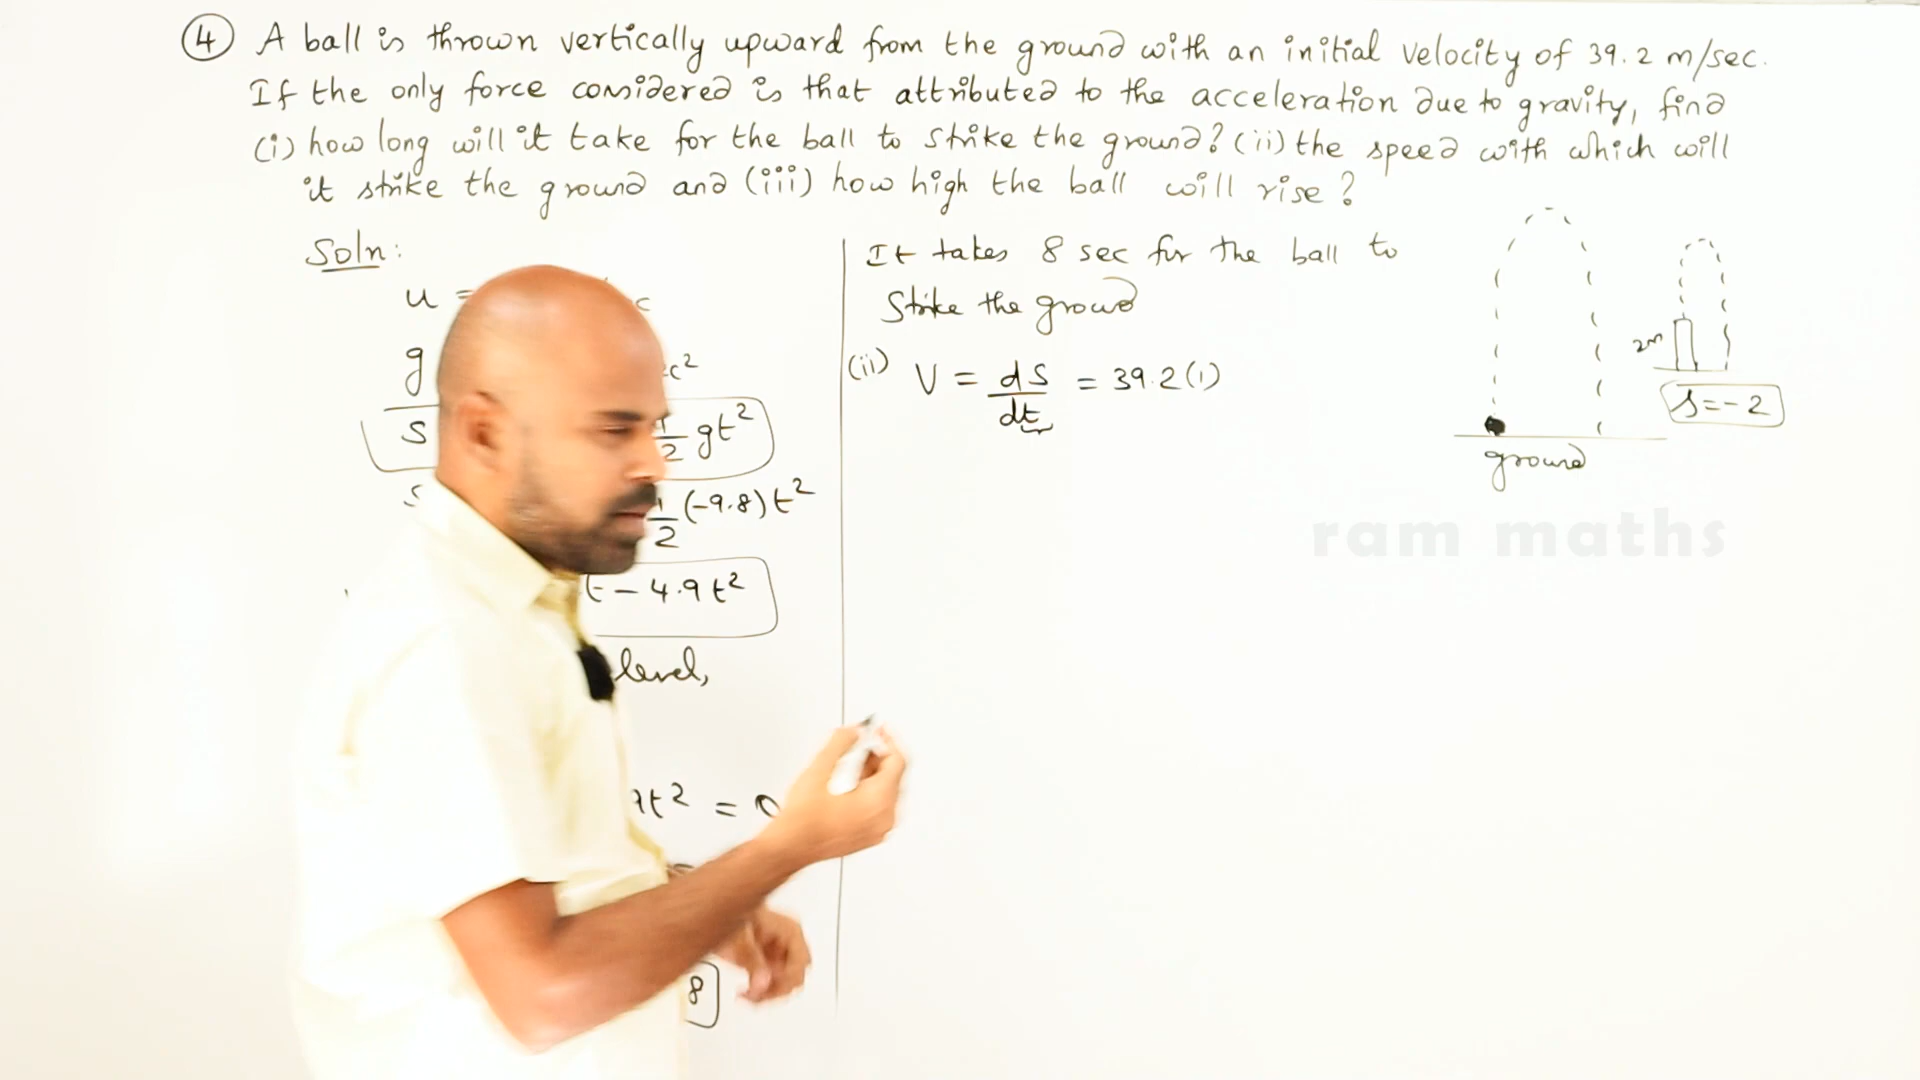 4 A ball is thrown vertically upward from the ground with an initial velocity of 39.2 m/sec.
If the only force considered is that attributed to the acceleration due to gravity, find
(i) how long will it take for the ball to strike the ground? (ii) the speed with which will
it strike the ground and (iii) how high the ball will rise?
Soln:
u =
g
s 1/2 gt²
s 1/2 (-9.8)t²
t - 4.9t²
level,
t² = 0
8
It takes 8 sec for the ball to
Strike the ground
(ii) V = ds/dt = 39.2(1)
ground
2m
s = -2
ram maths